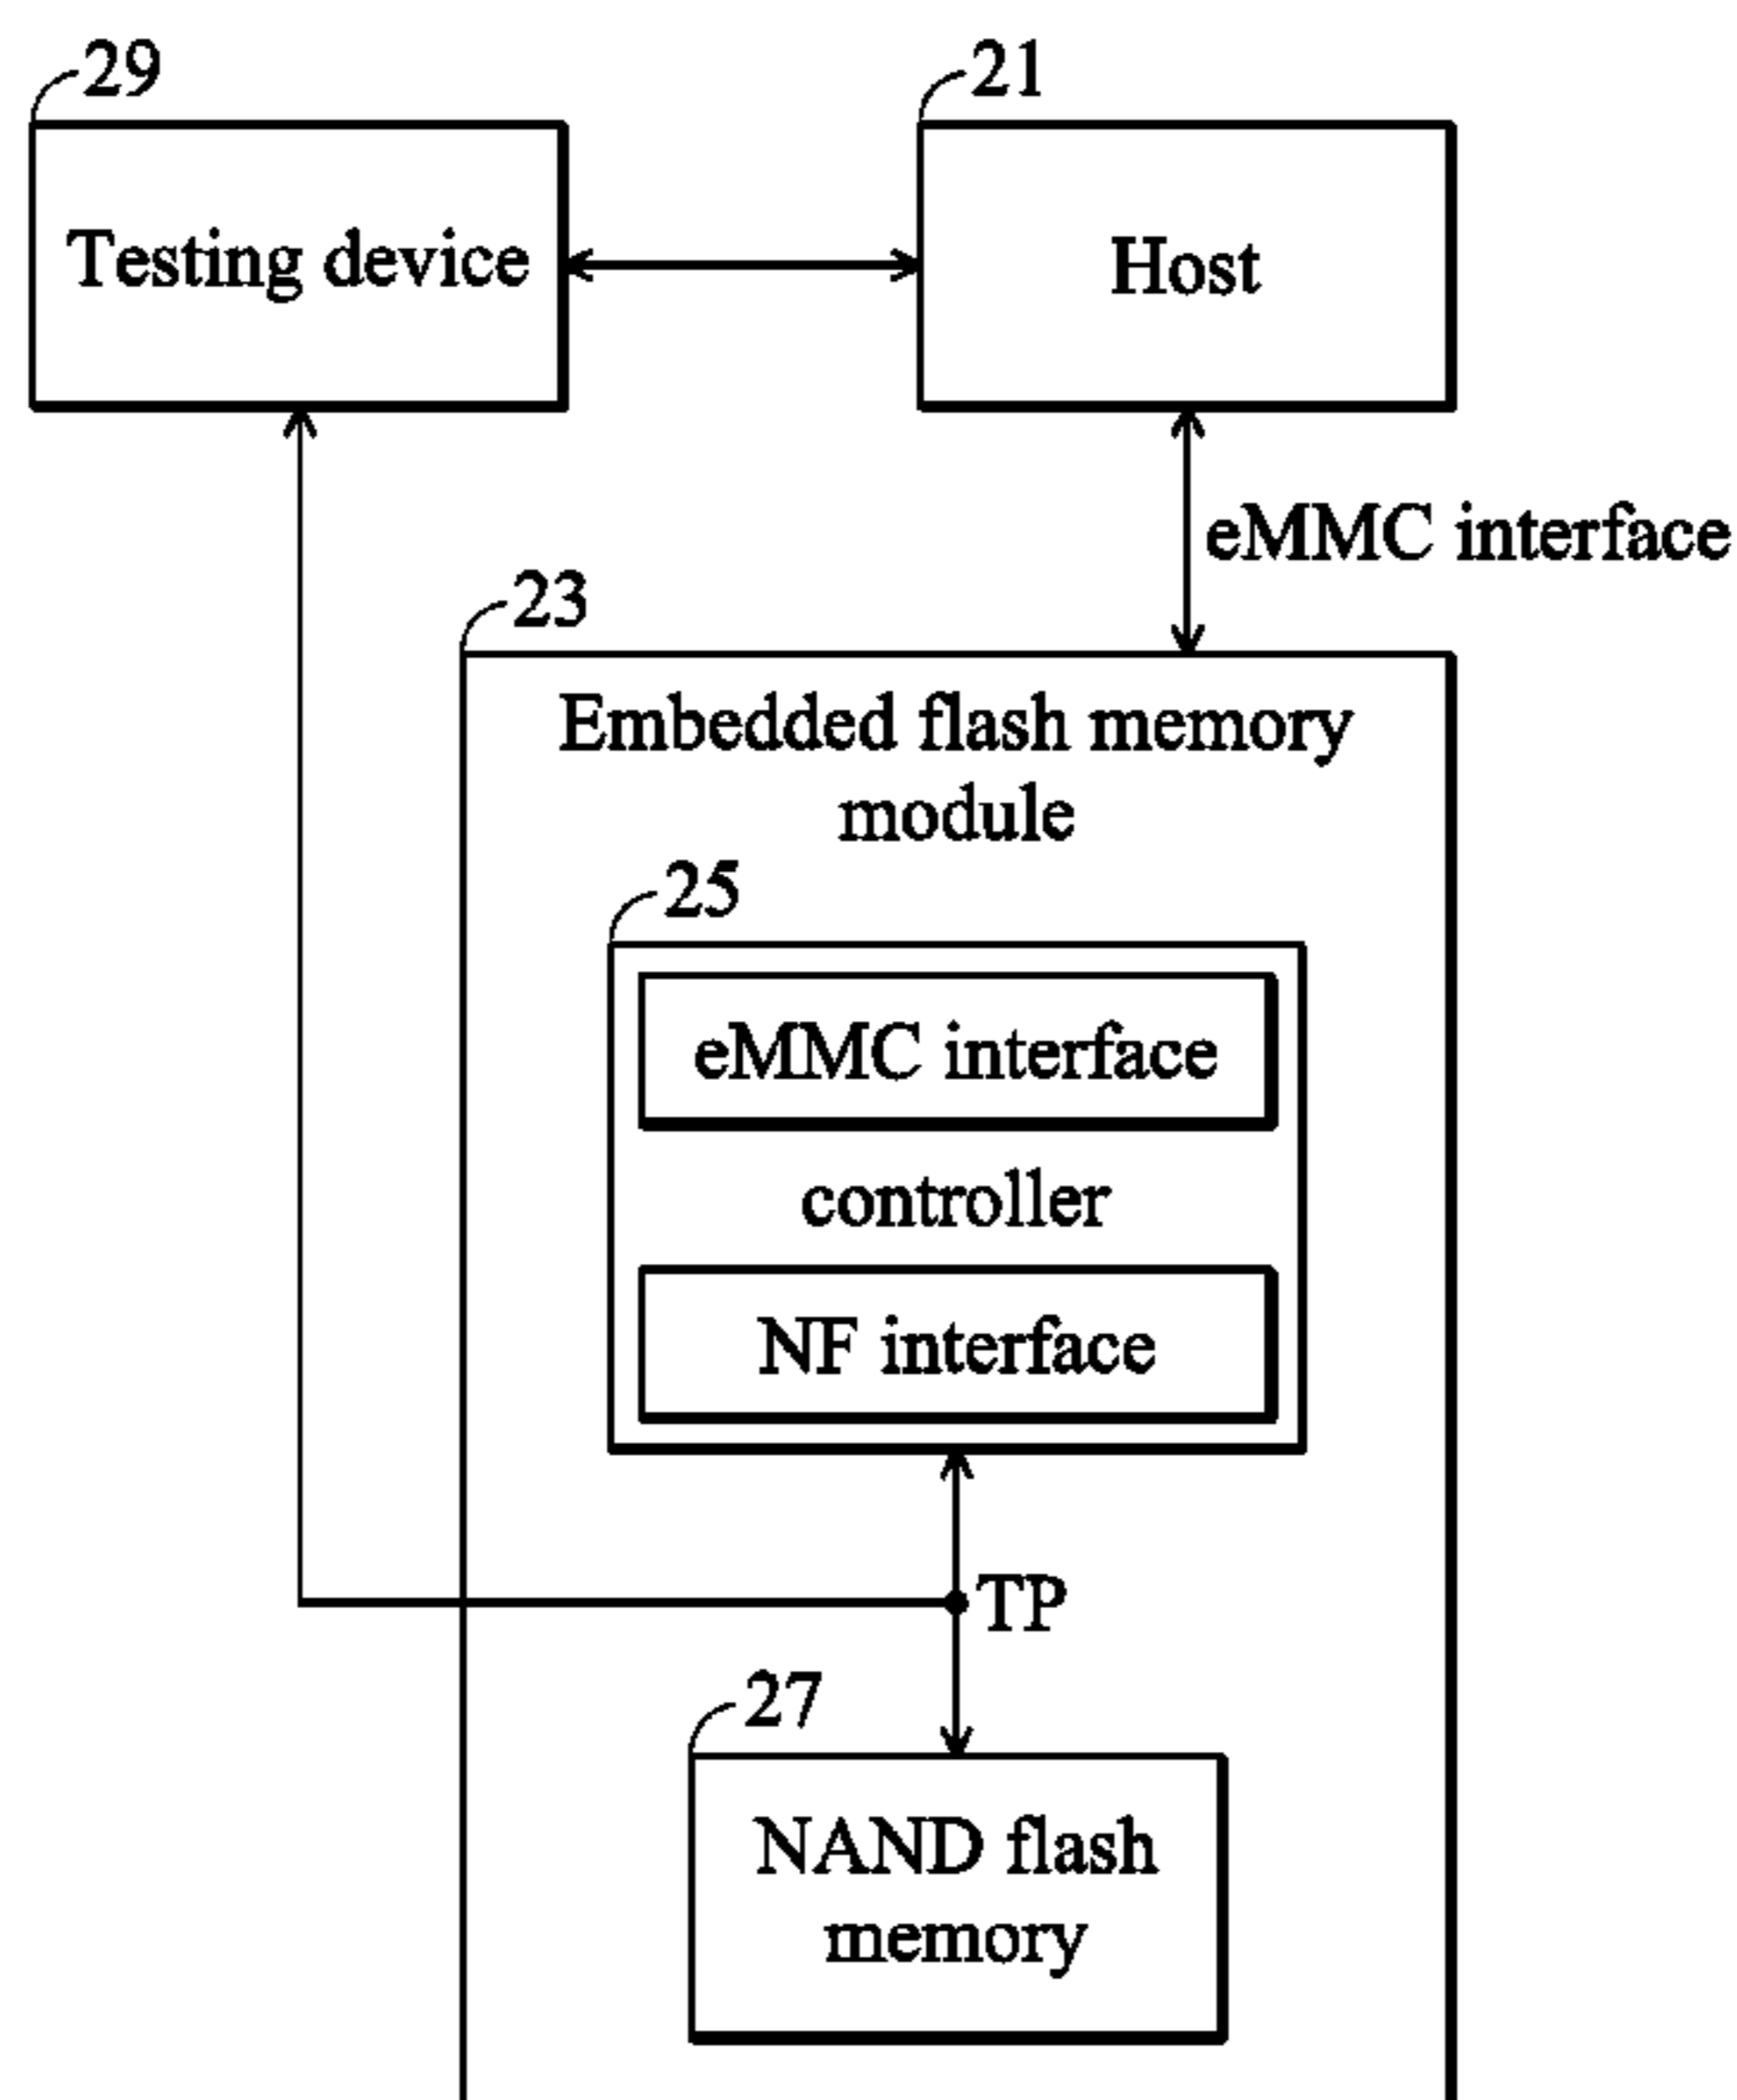 29
21
Testing device
Host
eMMC interface
23
Embedded flash memory
module
25
eMMC interface
controller
NF interface
TP
27
NAND flash
memory